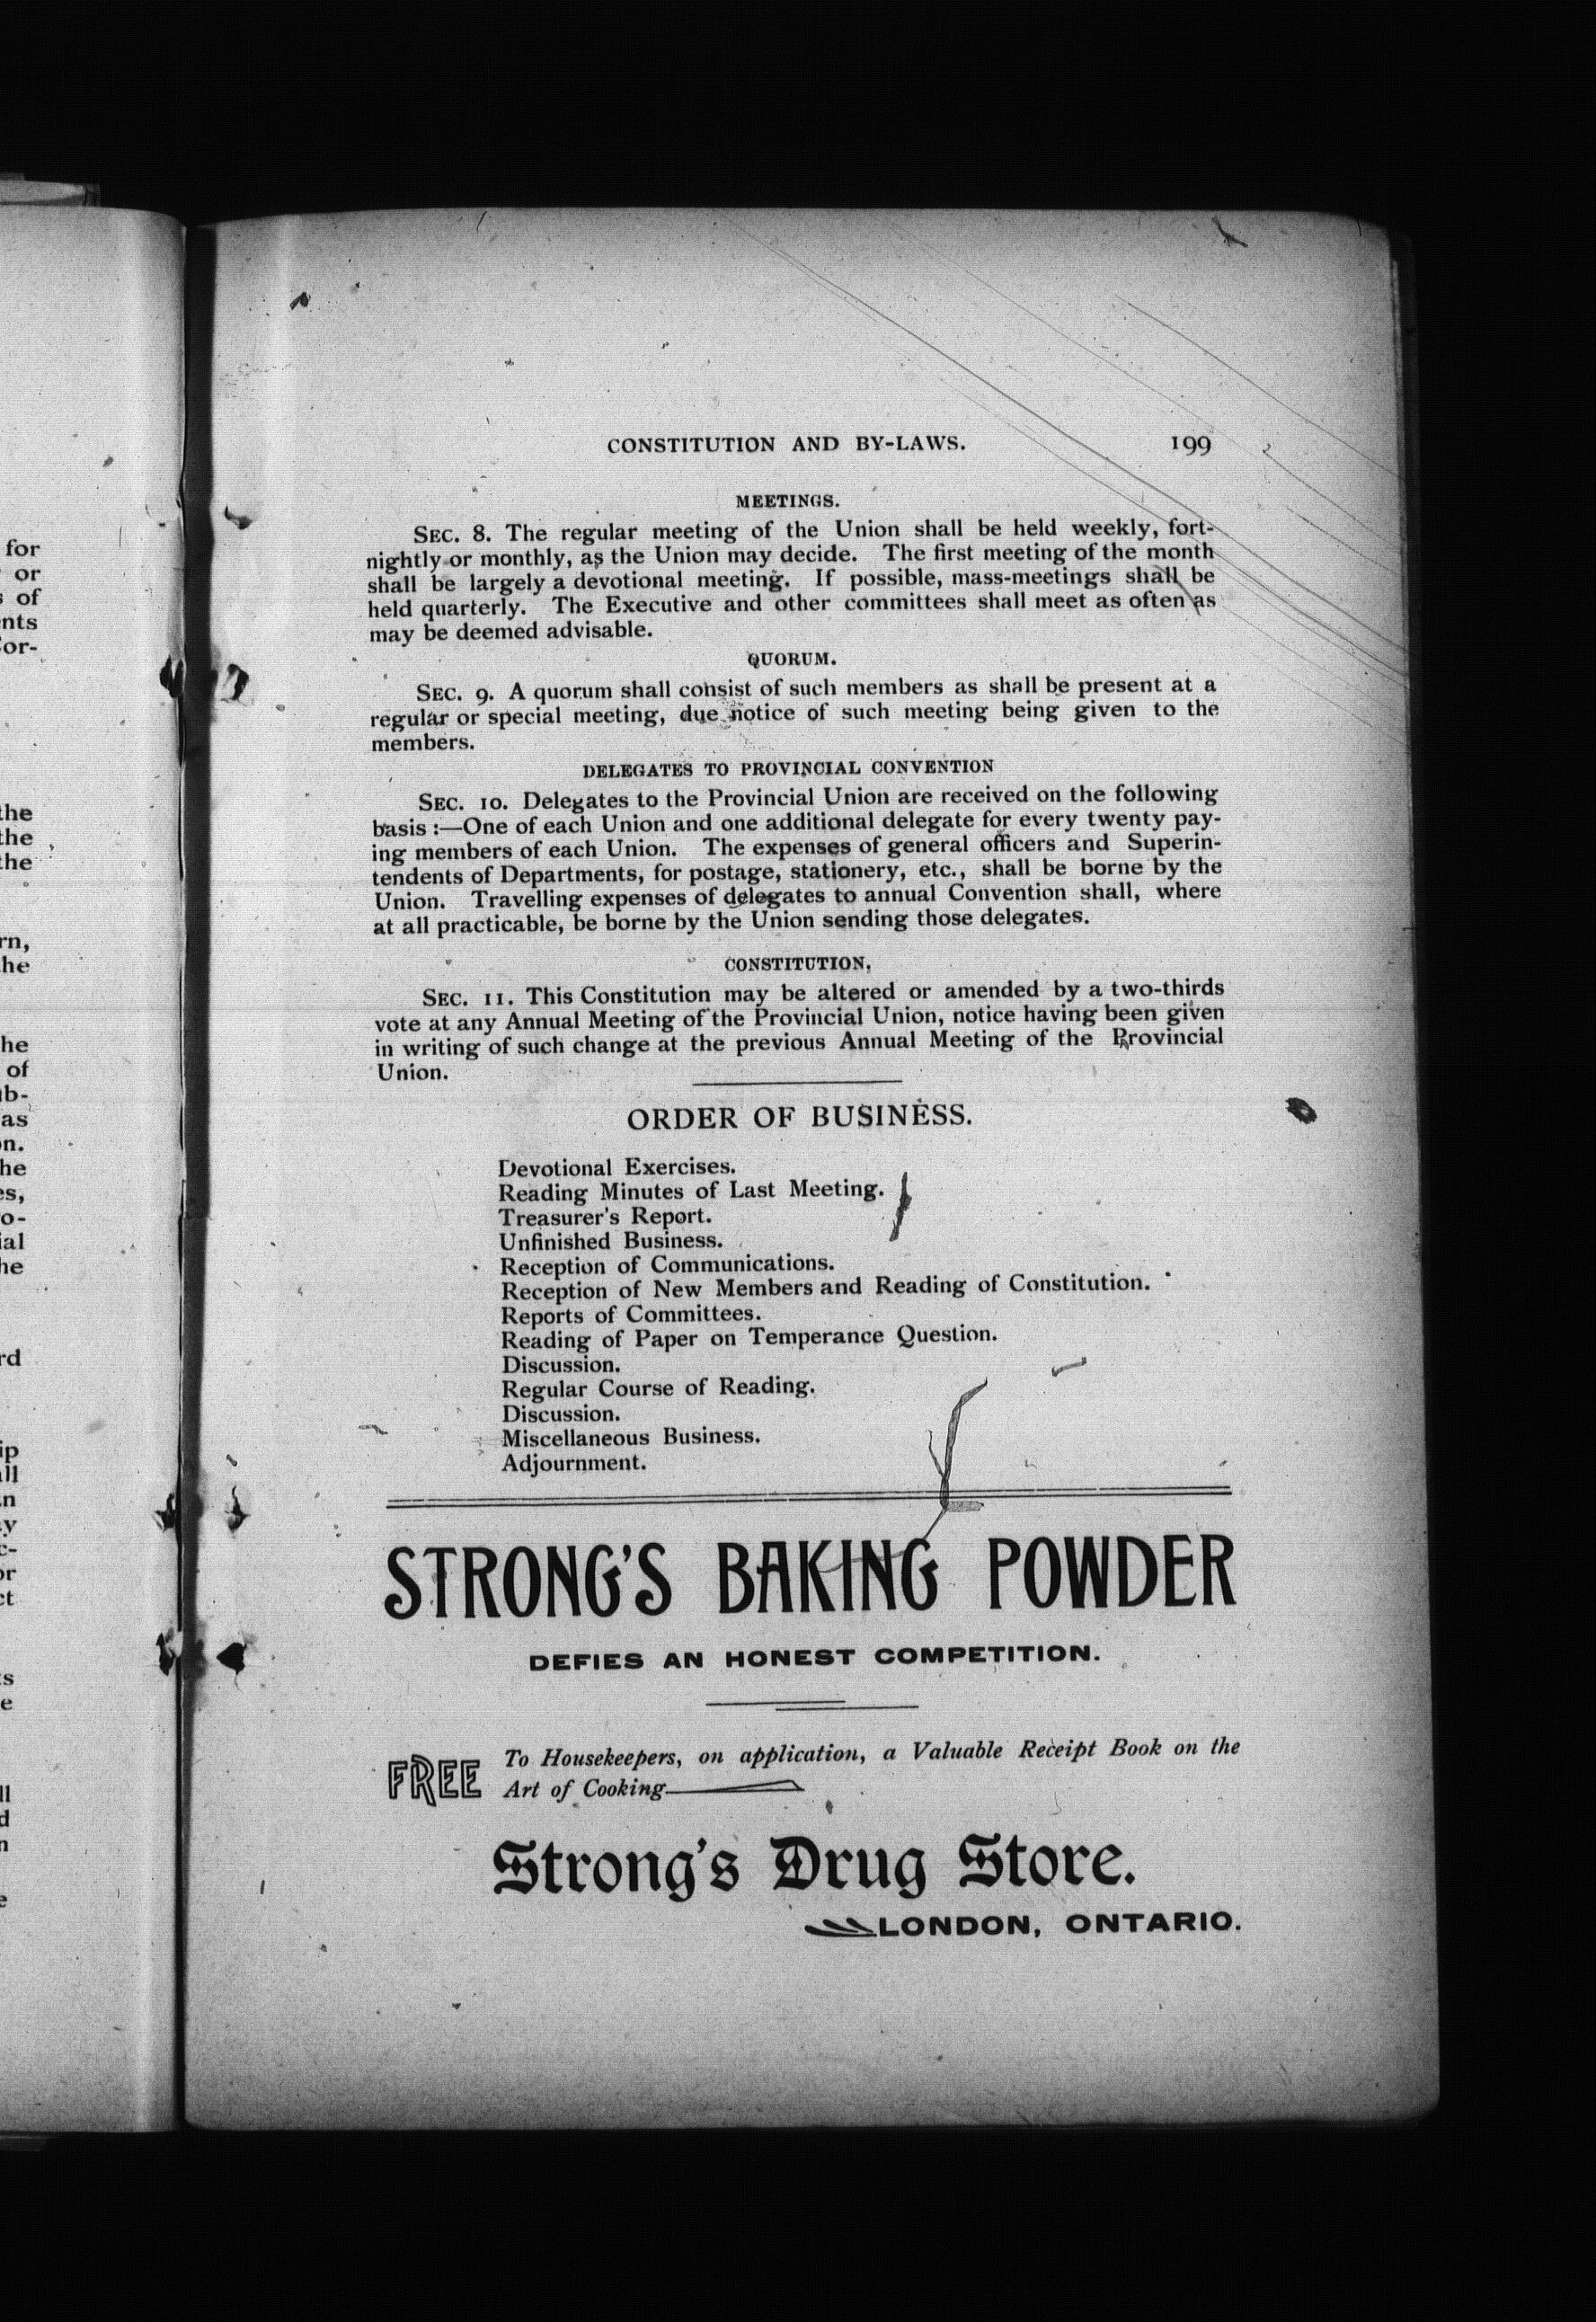 CONSTITUTION AND BY-LAWS. 199
MEETINGS.
SEC. 8. The regular meeting of the Union shall be held weekly, fort-
nightly or monthly, as the Union may decide. The first meeting of the month
shall be largely a devotional meeting. If possible, mass-meetings shall be
held quarterly. The Executive and other committees shall meet as often as
may be deemed advisable.
QUORUM.
SEC. 9. A quorum shall consist of such members as shall be present at a
regular or special meeting, due notice of such meeting being given to the
members.
DELEGATES TO PROVINCIAL CONVENTION
SEC. 10. Delegates to the Provincial Union are received on the following
basis :—One of each Union and one additional delegate for every twenty pay-
ing members of each Union. The expenses of general officers and Superin-
tendents of Departments, for postage, stationery, etc., shall be borne by the
Union. Travelling expenses of delegates to annual Convention shall, where
at all practicable, be borne by the Union sending those delegates.
CONSTITUTION.
SEC. 11. This Constitution may be altered or amended by a two-thirds
vote at any Annual Meeting of the Provincial Union, notice having been given
in writing of such change at the previous Annual Meeting of the Provincial
Union.
ORDER OF BUSINESS.
Devotional Exercises.
Reading Minutes of Last Meeting.
Treasurer's Report.
Unfinished Business.
Reception of Communications.
Reception of New Members and Reading of Constitution.
Reports of Committees.
Reading of Paper on Temperance Question.
Discussion.
Regular Course of Reading.
Discussion.
Miscellaneous Business.
Adjournment.
STRONG'S BAKING POWDER
DEFIES AN HONEST COMPETITION.
FREE To Housekeepers, on application, a Valuable Receipt Book on the
Art of Cooking
Strong's Drug Store.
LONDON, ONTARIO.